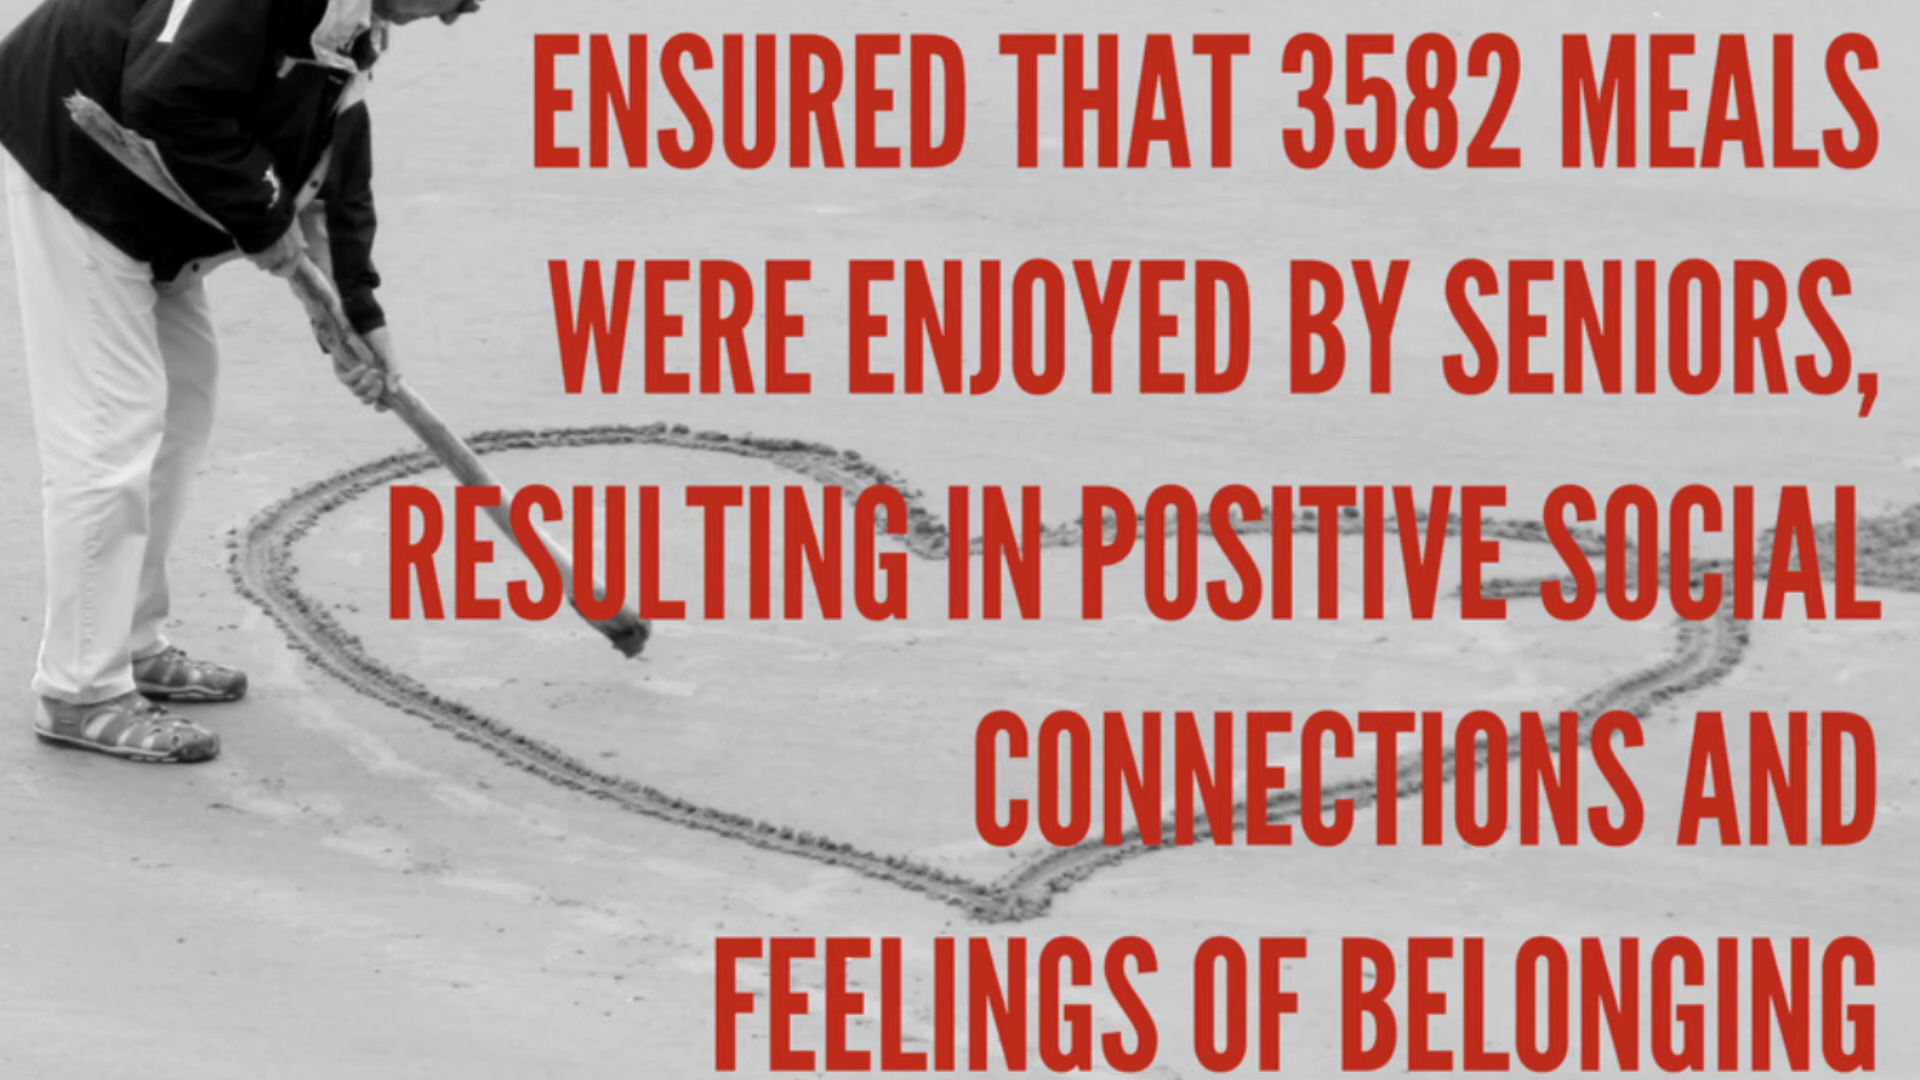 ENSURED THAT 3582 MEALS
WERE ENJOYED BY SENIORS,
RESULTING IN POSITIVE SOCIAL
CONNECTIONS AND
FEELINGS OF BELONGING